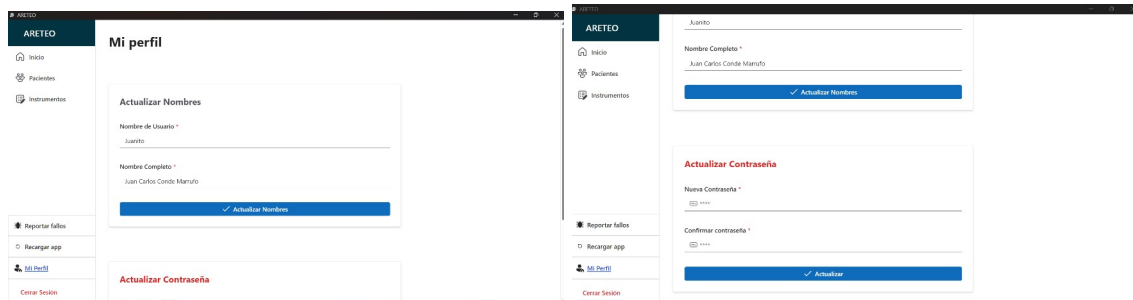 ARETEO
ARETEO
Inicio
Pacientes
Instrumentos
Reportar fallos
Recargar app
Mi Perfil
Cerrar Sesión
Mi perfil
Actualizar Nombres
Nombre de Usuario *
Juanito
Nombre Completo *
Juan Carlos Conde Marrufo
Actualizar Nombres
Actualizar Contraseña
ARETEO
ARETEO
Inicio
Pacientes
Instrumentos
Reportar fallos
Recargar app
Mi Perfil
Cerrar Sesión
Juanito
Nombre Completo *
Juan Carlos Conde Marrufo
Actualizar Nombres
Actualizar Contraseña
Nueva Contraseña *
****
Confirmar contraseña *
****
Actualizar